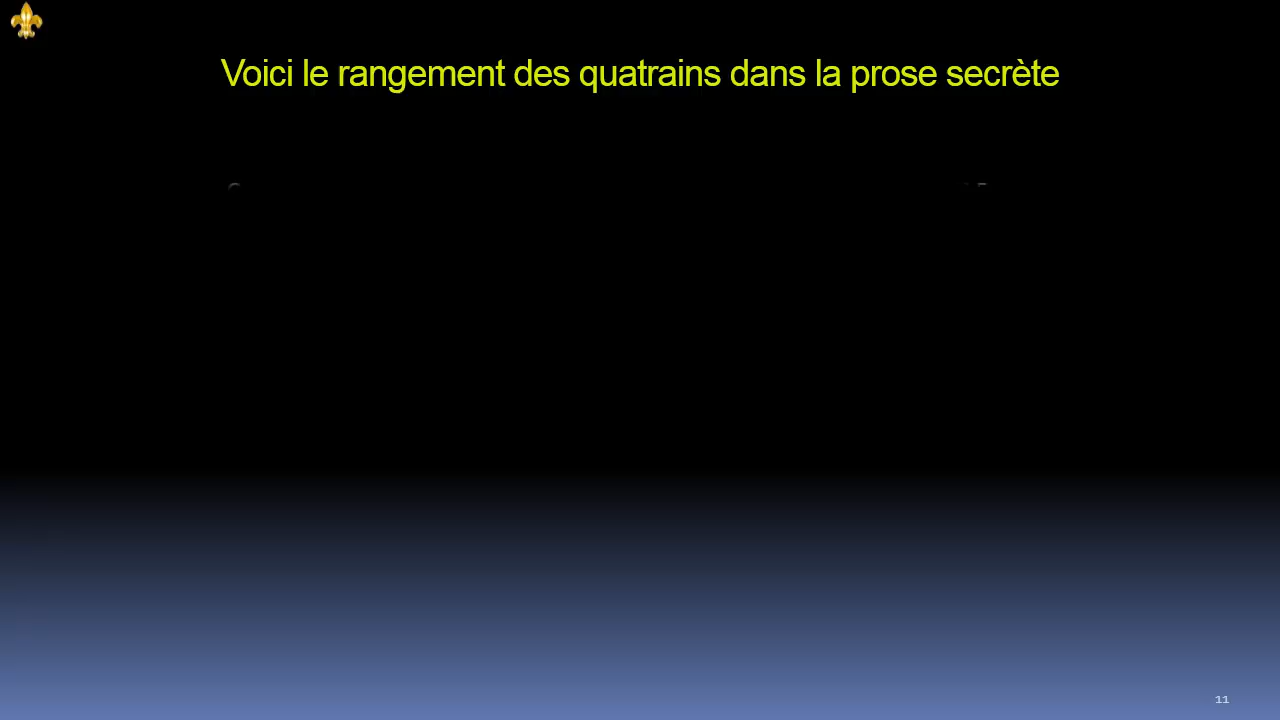 Voici le rangement des quatrains dans la prose secrète
11